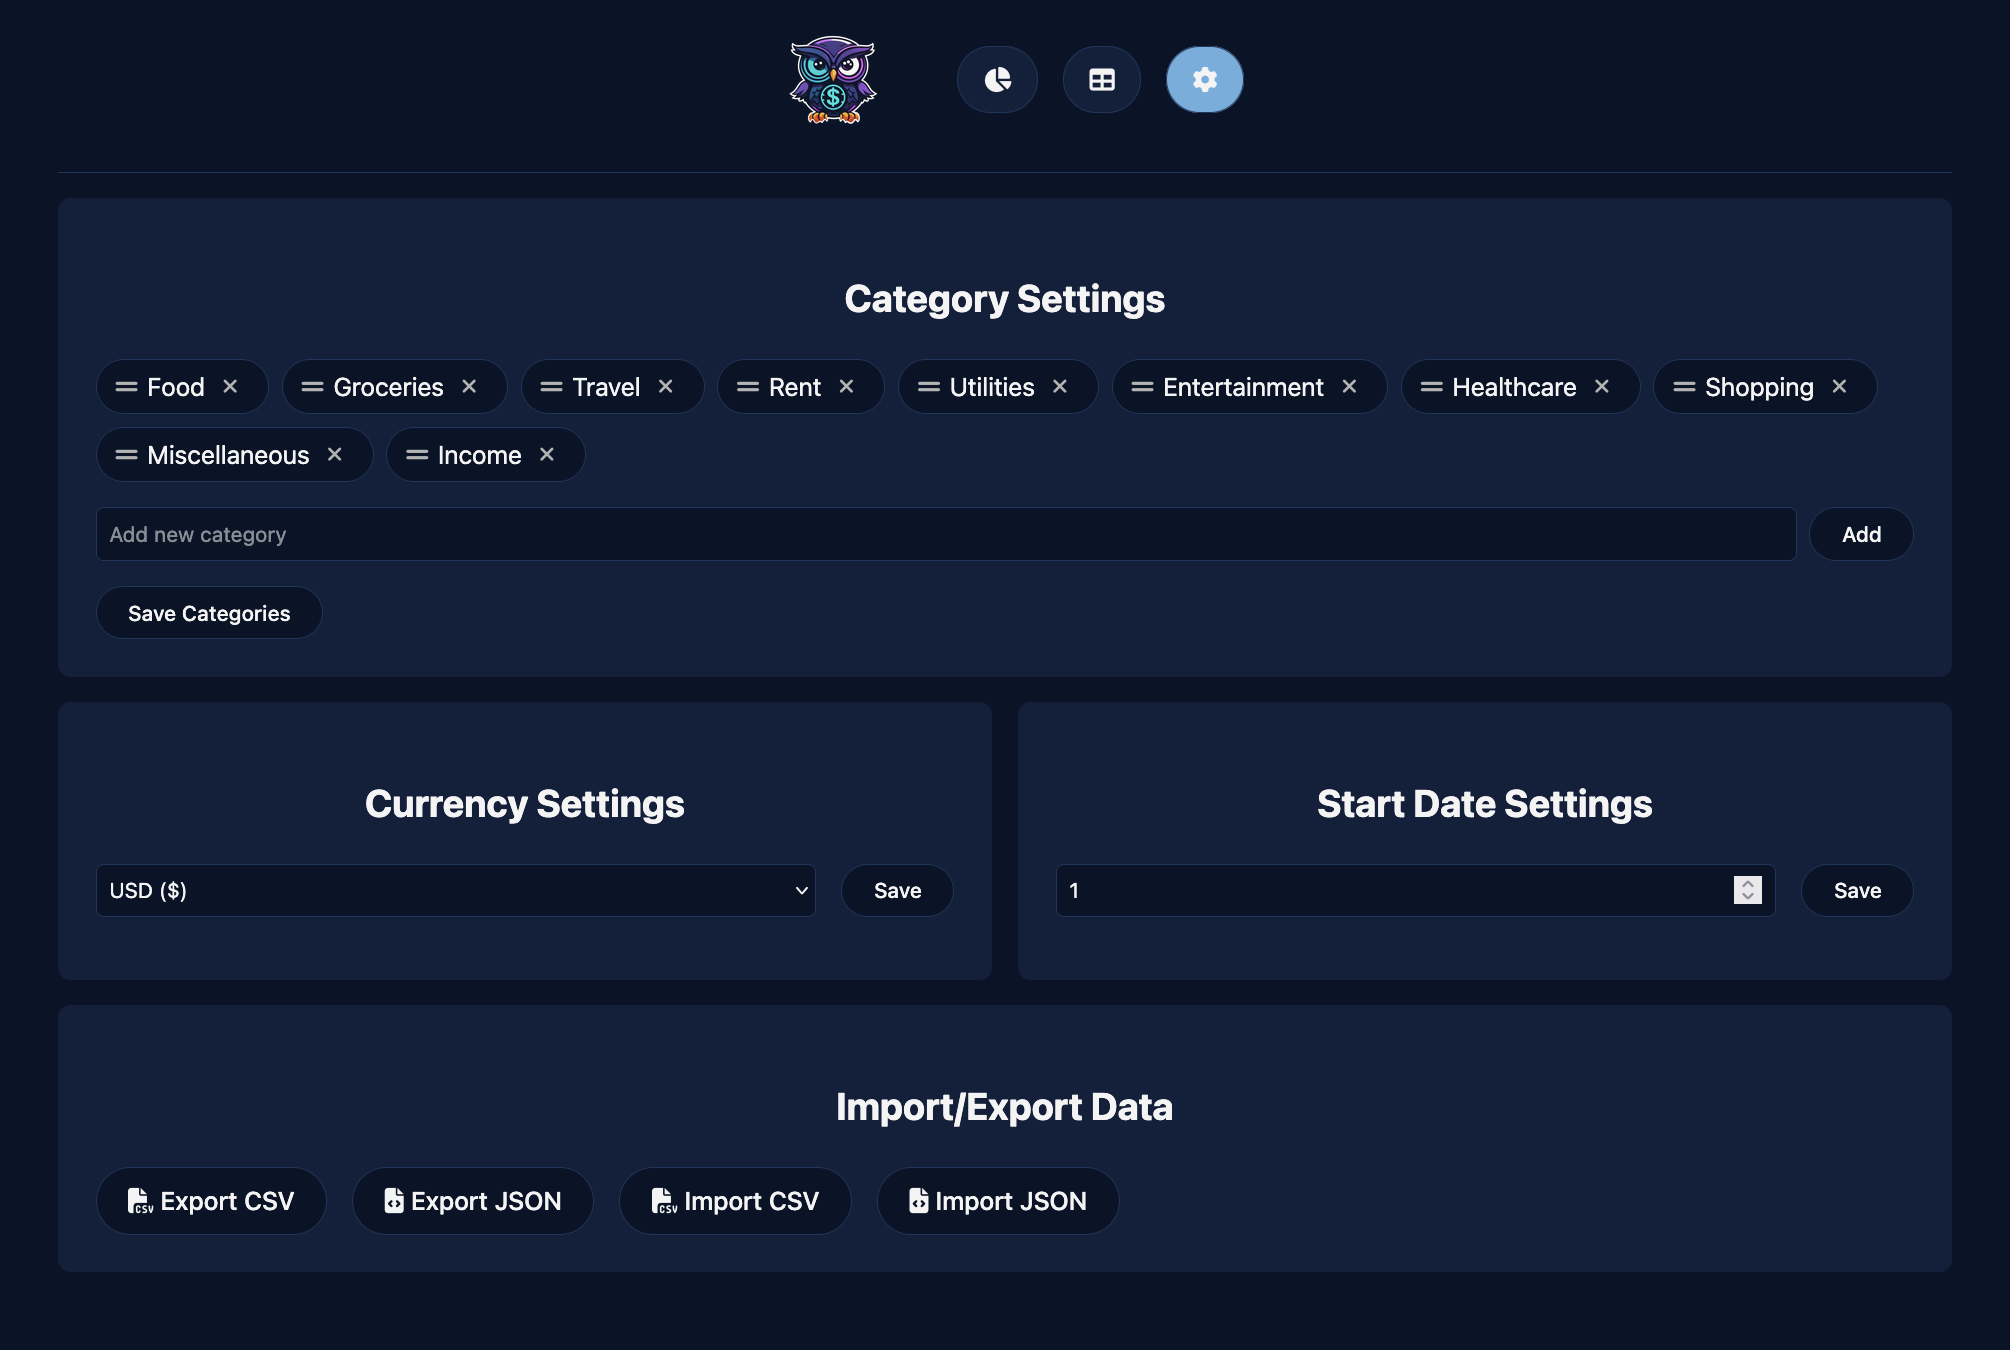 $
Category Settings
Food Groceries Travel Rent Utilities Entertainment Healthcare Shopping
Miscellaneous Income
Add new category Add
Save Categories
Currency Settings
USD ($) Save
Start Date Settings
1 Save
Import/Export Data
CSV Export CSV Export JSON CSV Import CSV Import JSON